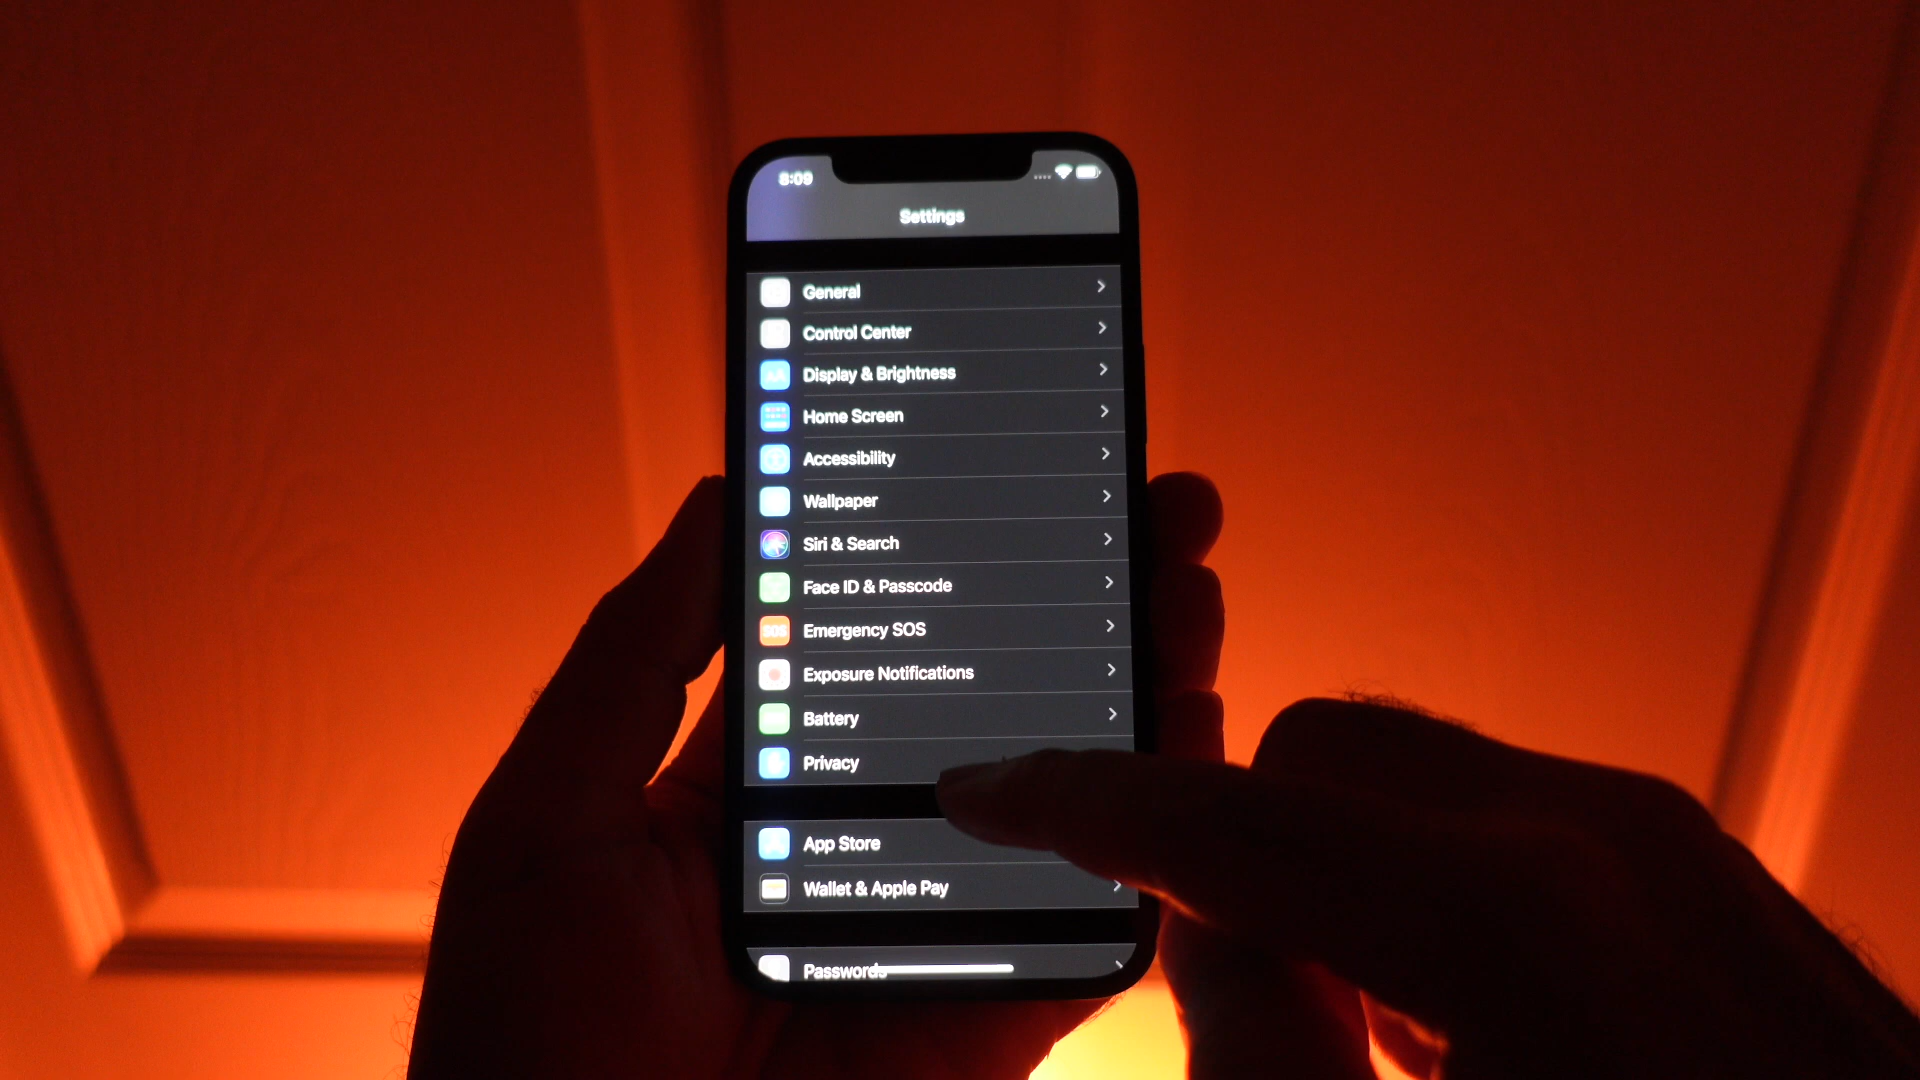 8:09
Settings
General
Control Center
Display & Brightness
Home Screen
Accessibility
Wallpaper
Siri & Search
Face ID & Passcode
SOS
Emergency SOS
Exposure Notifications
Battery
Privacy
App Store
Wallet & Apple Pay
Passwords